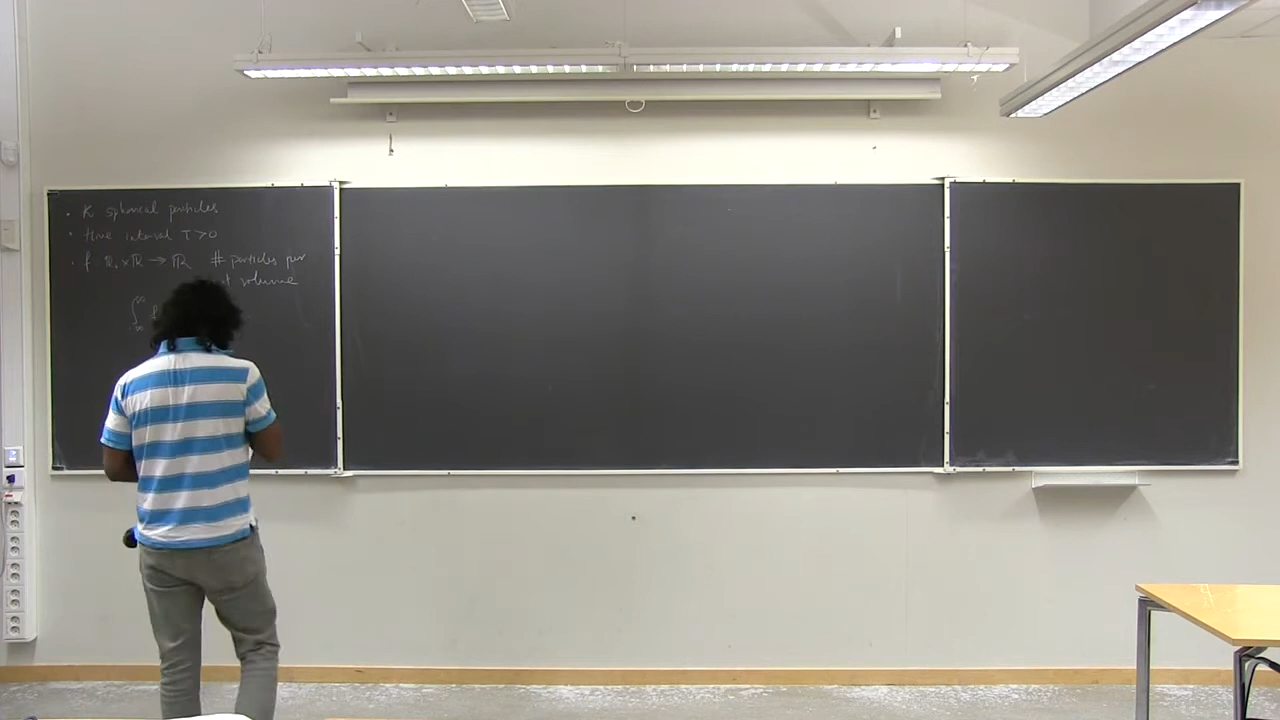 • K spherical particles
• time interval T>0
• f: ℝ₊×ℝ→ℝ # particles per
volume
∫ f